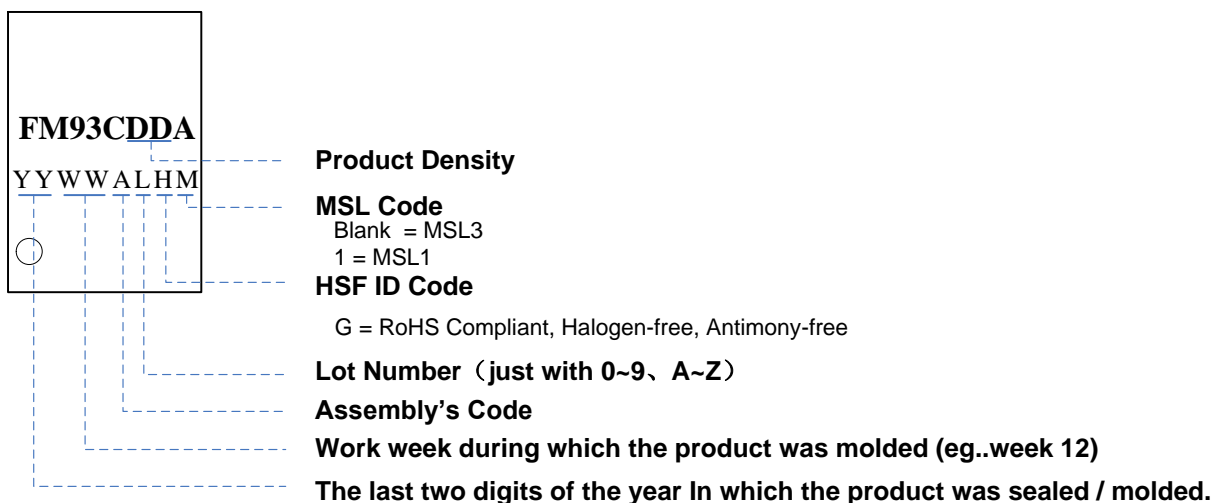 FM93CDDA
YYWWALHM
Product Density
MSL Code
Blank = MSL3
1 = MSL1
HSF ID Code
G = RoHS Compliant, Halogen-free, Antimony-free
Lot Number（just with 0~9、A~Z）
Assembly’s Code
Work week during which the product was molded (eg..week 12)
The last two digits of the year In which the product was sealed / molded.